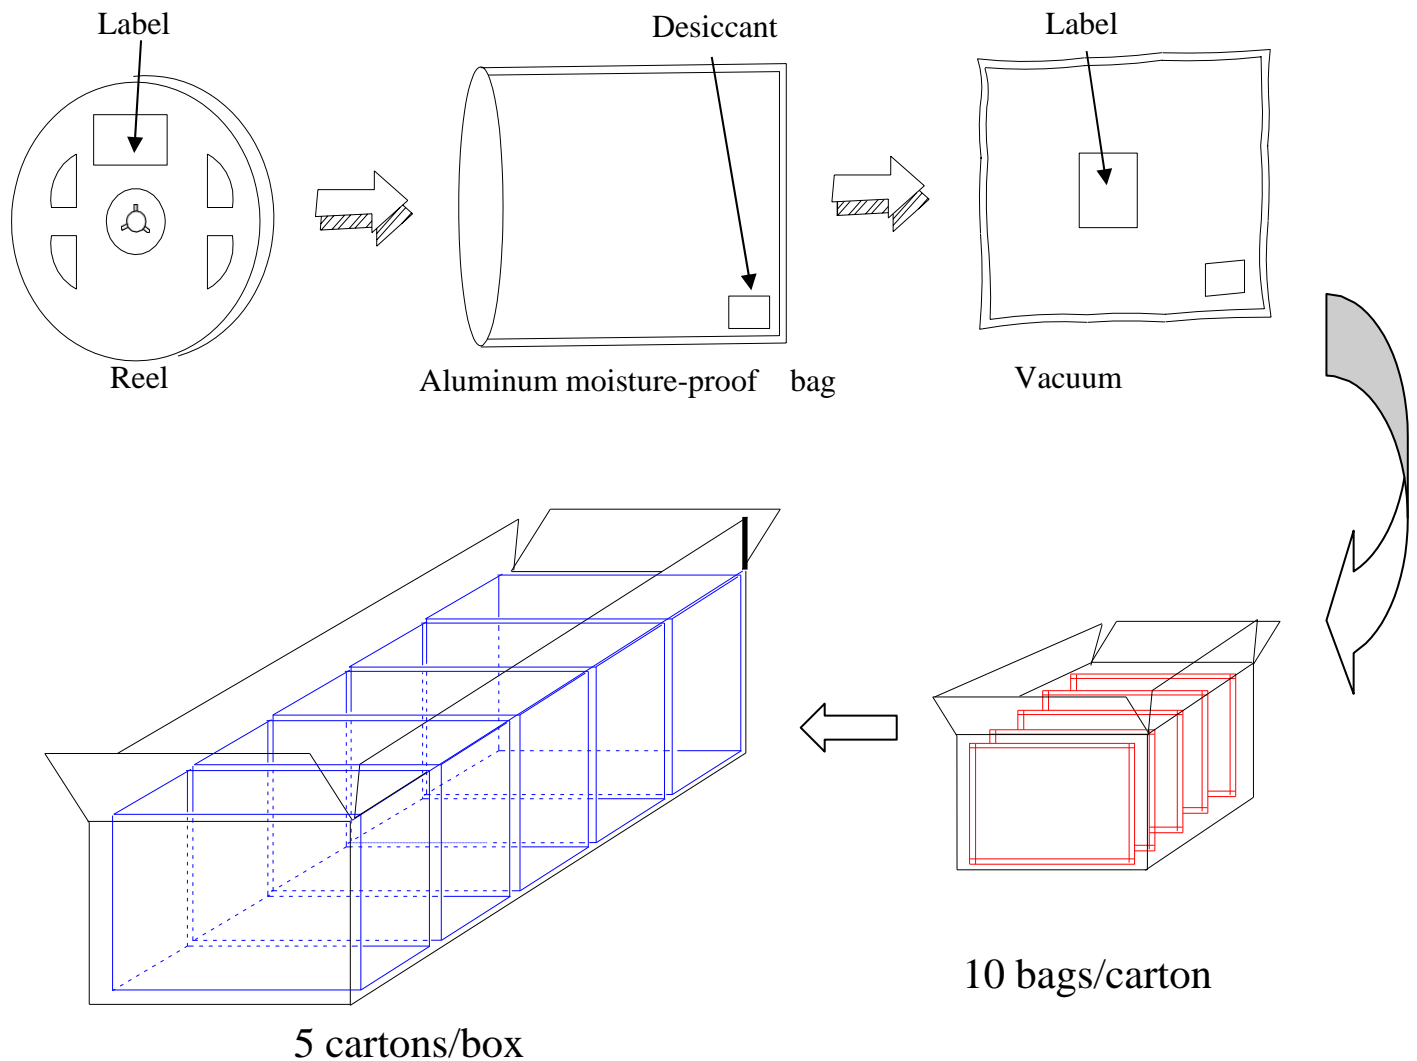 Label
Desiccant
Label
Reel
Aluminum moisture-proof bag
Vacuum
10 bags/carton
5 cartons/box